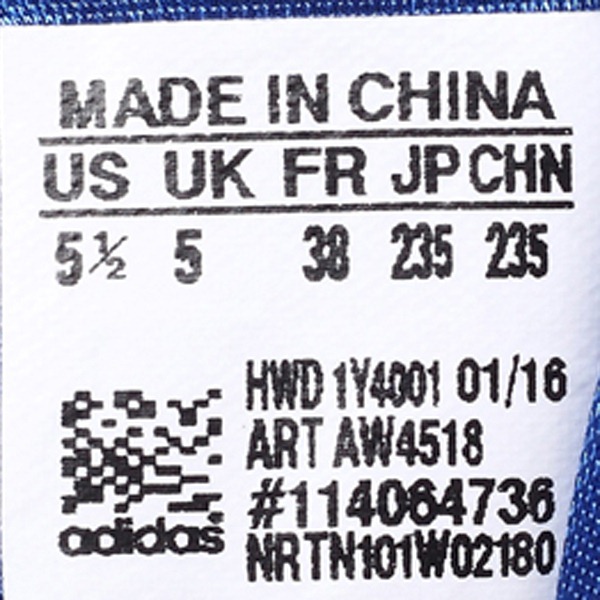 MADE IN CHINA
US UK FR JP CHN
5½ 5 38 235 235
HWD 1Y4001 01/16
ART AW4518
#114064736
NRTN101W02180
adidas